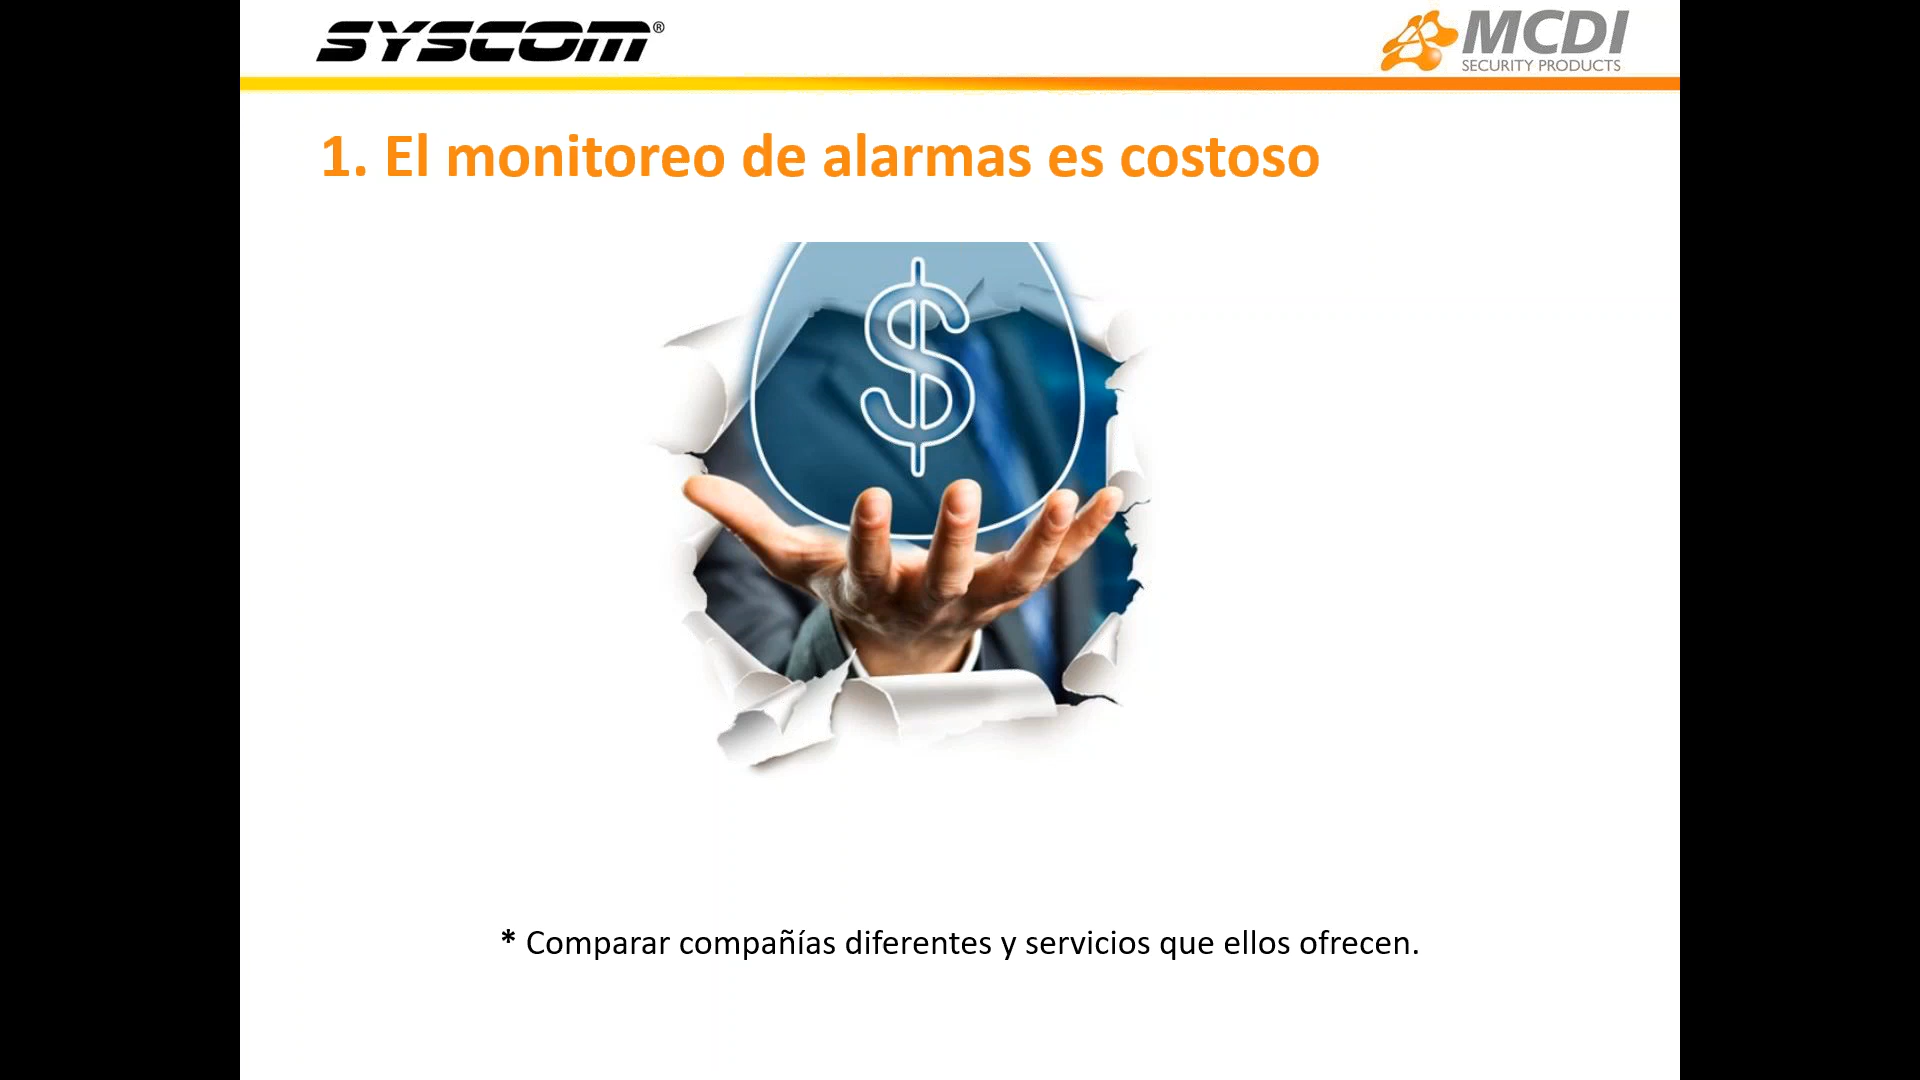 SYSCOM®
MCDI
SECURITY PRODUCTS
1. El monitoreo de alarmas es costoso
$
* Comparar compañías diferentes y servicios que ellos ofrecen.